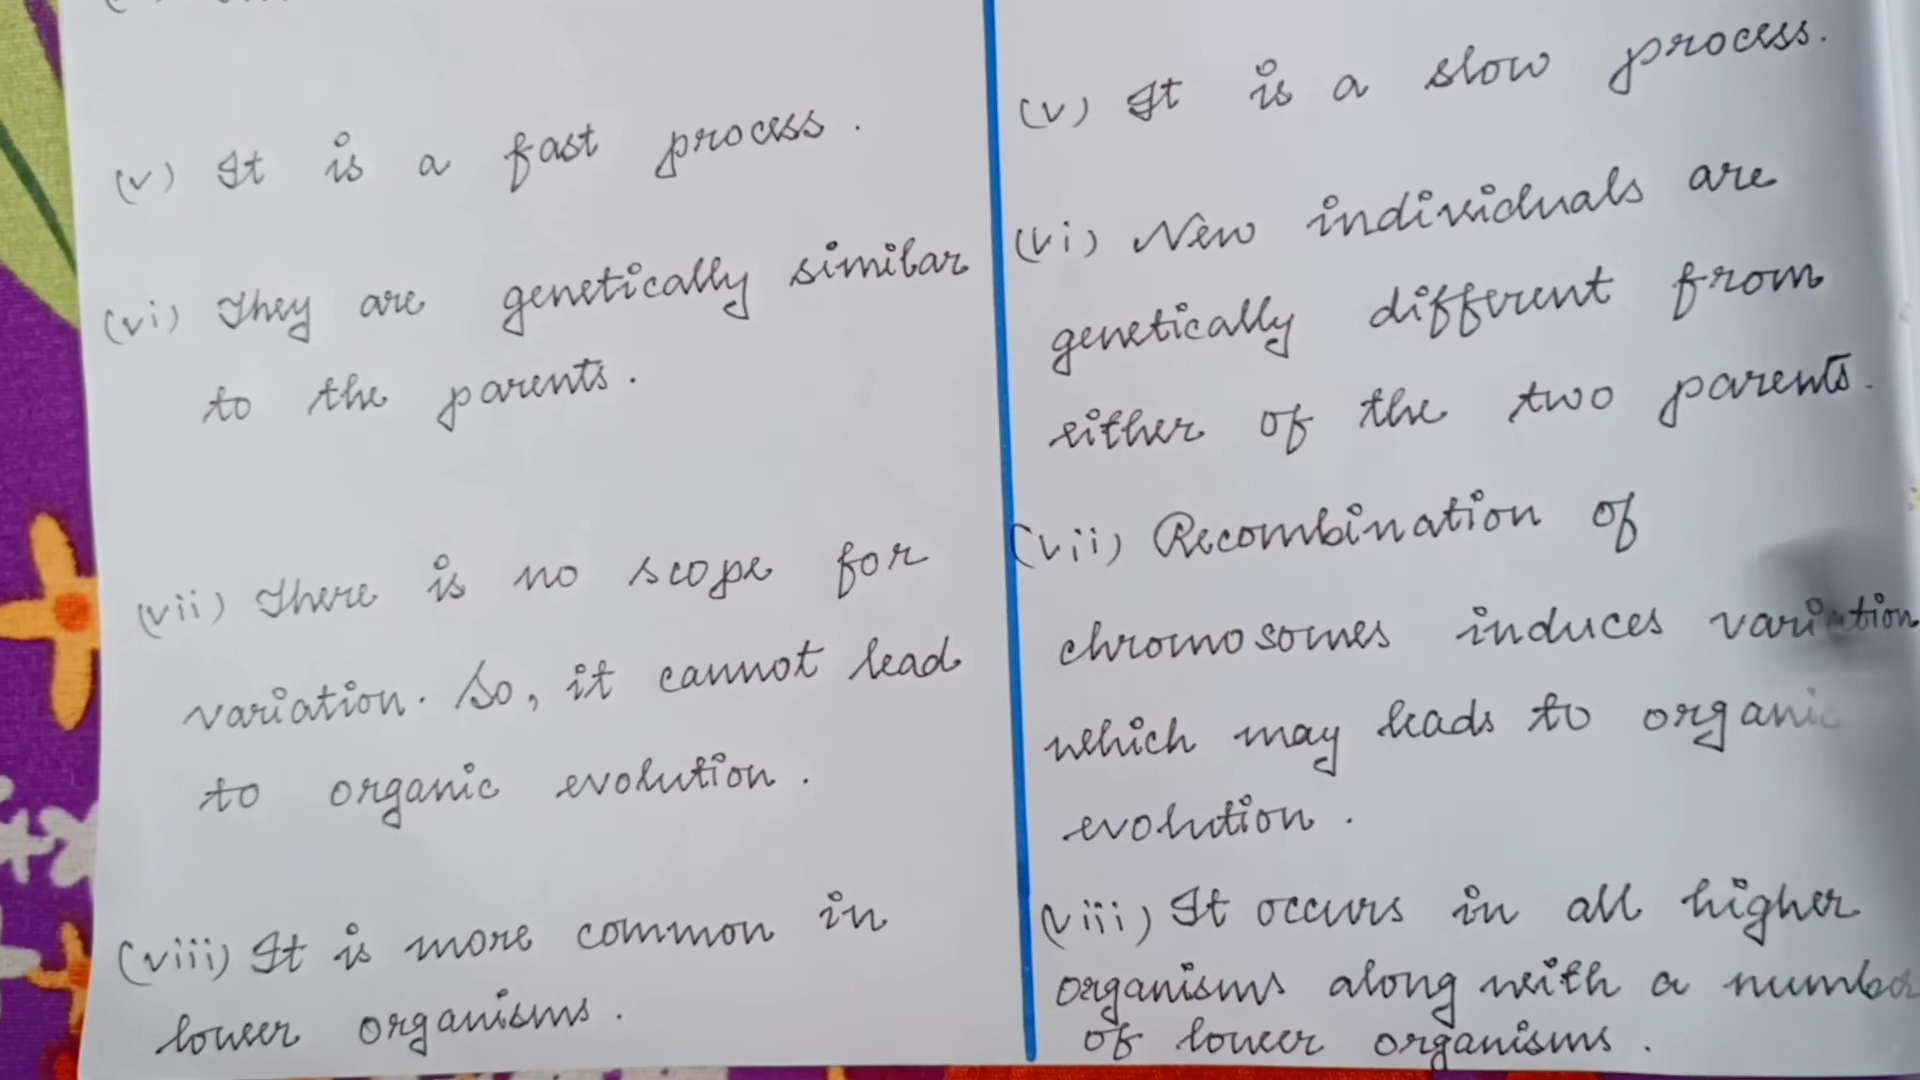 (v) It is a fast process.
(vi) They are genetically similar
to the parents.
(vii) There is no scope for
variation. So, it cannot lead
to organic evolution.
(viii) It is more common in
lower organisms.
(v) It is a slow process.
(vi) New individuals are
genetically different from
either of the two parents.
(vii) Recombination of
chromosomes induces variation
which may leads to organic
evolution.
(viii) It occurs in all higher
organisms along with a number
of lower organisms.